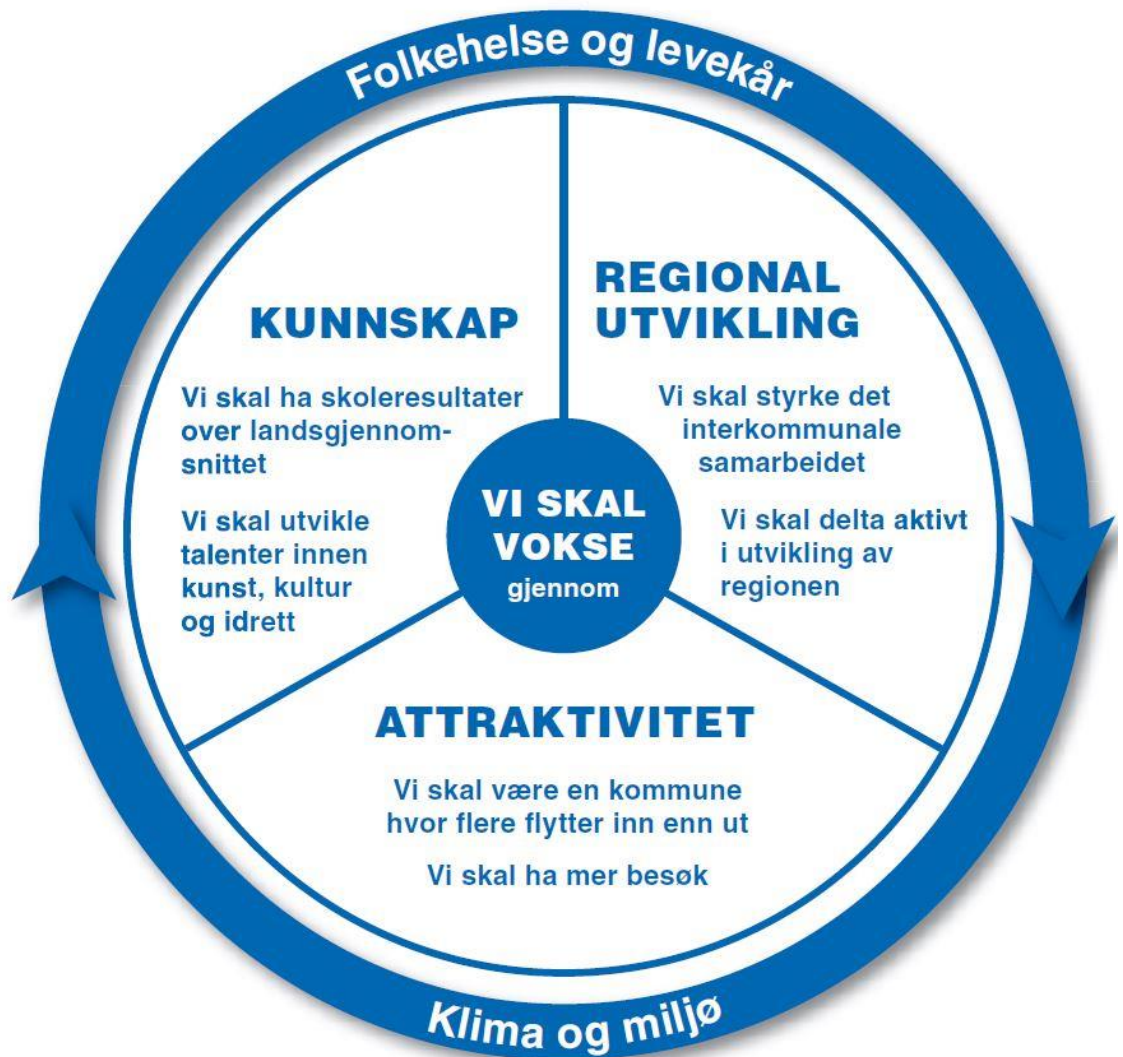 Folkehelse og levekår
KUNNSKAP
Vi skal ha skoleresultater
over landsgjennom-
snittet
Vi skal utvikle
talenter innen
kunst, kultur
og idrett
REGIONAL
UTVIKLING
Vi skal styrke det
interkommunale
samarbeidet
Vi skal delta aktivt
i utvikling av
regionen
VI SKAL
VOKSE
gjennom
ATTRAKTIVITET
Vi skal være en kommune
hvor flere flytter inn enn ut
Vi skal ha mer besøk
Klima og miljø